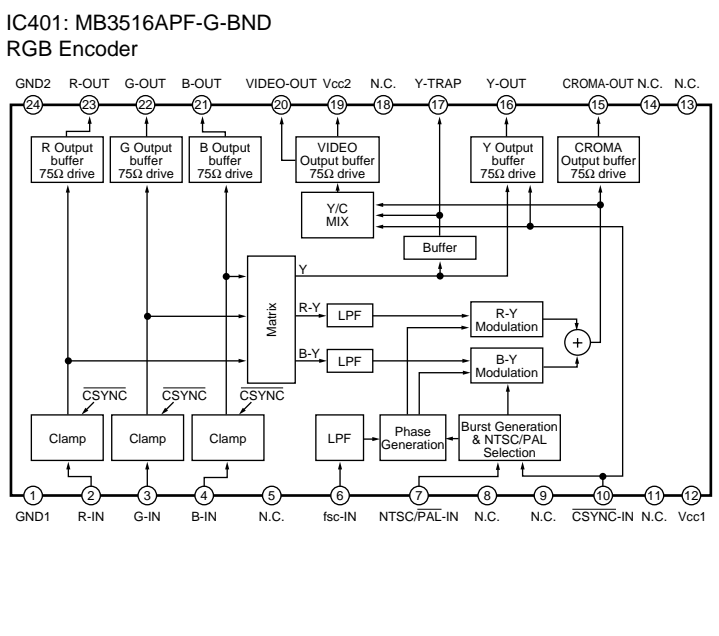 IC401: MB3516APF-G-BND
RGB Encoder
GND2 R-OUT G-OUT B-OUT VIDEO-OUT Vcc2 N.C. Y-TRAP Y-OUT CROMA-OUT N.C. N.C.
24 23 22 21 20 19 18 17 16 15 14 13
R Output
buffer
75Ω drive
G Output
buffer
75Ω drive
B Output
buffer
75Ω drive
VIDEO
Output buffer
75Ω drive
Y Output
buffer
75Ω drive
CROMA
Output buffer
75Ω drive
Y/C
MIX
Buffer
Matrix
Y
R-Y
LPF
R-Y
Modulation
B-Y
LPF
B-Y
Modulation
+
CSYNC
CSYNC
CSYNC
Clamp
Clamp
Clamp
LPF
Phase
Generation
Burst Generation
& NTSC/PAL
Selection
1 2 3 4 5 6 7 8 9 10 11 12
GND1 R-IN G-IN B-IN N.C. fsc-IN NTSC/PAL-IN N.C. N.C. CSYNC-IN N.C. Vcc1